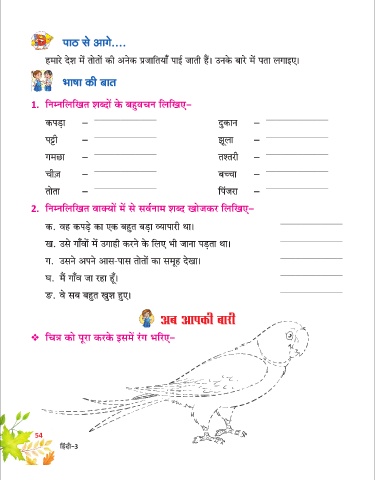 पाठ से आगे....
हमारे देश में तोतों की अनेक प्रजातियाँ पाई जाती हैं। उनके बारे में पता लगाइए।
भाषा की बात
1. निम्नलिखित शब्दों के बहुवचन लिखिए–
कपड़ा – दुकान –
पट्टी – झूला –
गमछा – तश्तरी –
चीज़ – बच्चा –
तोता – पिंजरा –
2. निम्नलिखित वाक्यों में से सर्वनाम शब्द खोजकर लिखिए–
क. वह कपड़े का एक बहुत बड़ा व्यापारी था।
ख. उसे गाँवों में उगाही करने के लिए भी जाना पड़ता था।
ग. उसने अपने आस-पास तोतों का समूह देखा।
घ. मैं गाँव जा रहा हूँ।
ङ. वे सब बहुत खुश हुए।
अब आपकी बारी
❖ चित्र को पूरा करके इसमें रंग भरिए–
54
हिंदी–3